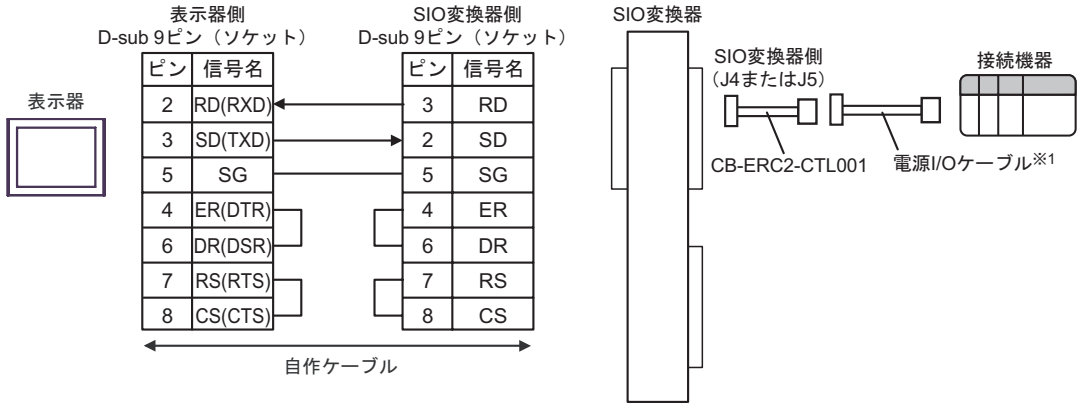 表示器側
D-sub 9ピン（ソケット）
SIO変換器側
D-sub 9ピン（ソケット）
SIO変換器
表示器
ピン 信号名
2 RD(RXD)
3 SD(TXD)
5 SG
4 ER(DTR)
6 DR(DSR)
7 RS(RTS)
8 CS(CTS)
ピン 信号名
3 RD
2 SD
5 SG
4 ER
6 DR
7 RS
8 CS
自作ケーブル
SIO変換器側
（J4またはJ5）
接続機器
CB-ERC2-CTL001
電源I/Oケーブル※1